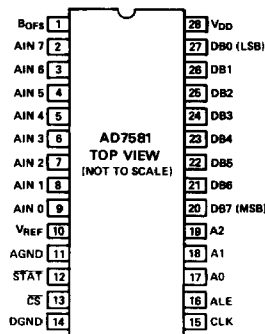 BOFS 1
AIN 7 2
AIN 6 3
AIN 5 4
AIN 4 5
AIN 3 6
AIN 2 7
AIN 1 8
AIN 0 9
VREF 10
AGND 11
STAT 12
CS 13
DGND 14
AD7581
TOP VIEW
(NOT TO SCALE)
28 VDD
27 DB0 (LSB)
26 DB1
25 DB2
24 DB3
23 DB4
22 DB5
21 DB6
20 DB7 (MSB)
19 A2
18 A1
17 A0
16 ALE
15 CLK